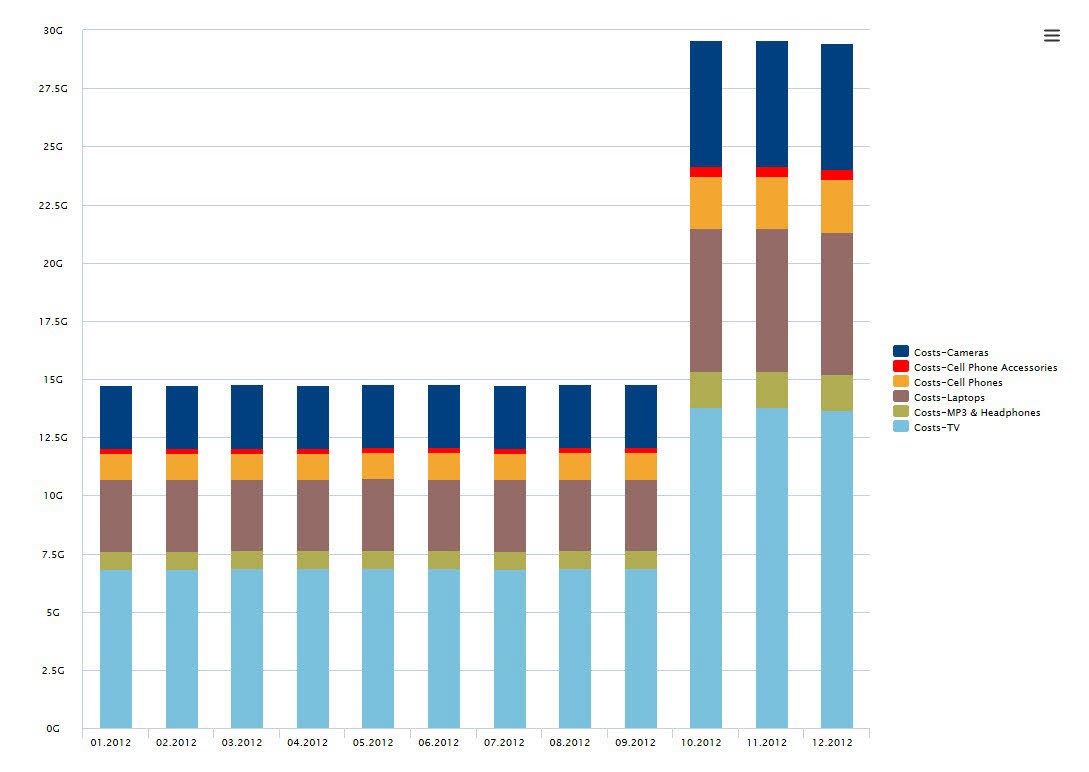 30G
27.5G
25G
22.5G
20G
17.5G
15G
12.5G
10G
7.5G
5G
2.5G
0G
01.2012 02.2012 03.2012 04.2012 05.2012 06.2012 07.2012 08.2012 09.2012 10.2012 11.2012 12.2012
Costs-Cameras
Costs-Cell Phone Accessories
Costs-Cell Phones
Costs-Laptops
Costs-MP3 & Headphones
Costs-TV